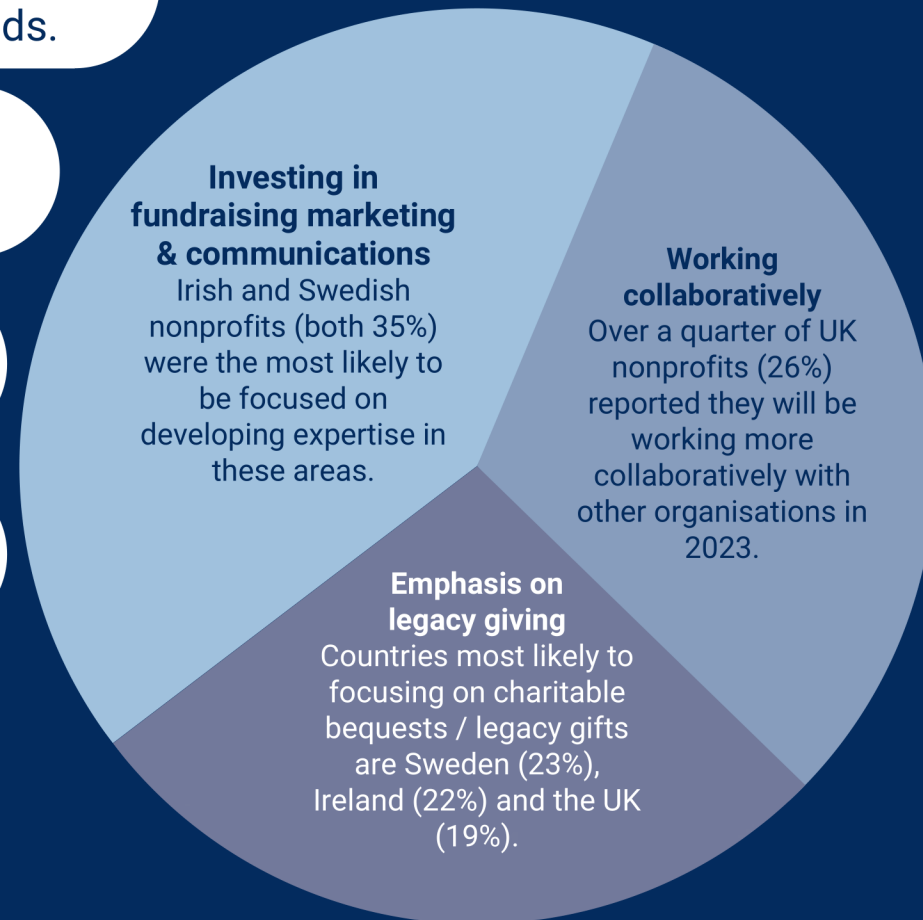 ds.
Investing in
fundraising marketing
& communications
Irish and Swedish
nonprofits (both 35%)
were the most likely to
be focused on
developing expertise in
these areas.
Working
collaboratively
Over a quarter of UK
nonprofits (26%)
reported they will be
working more
collaboratively with
other organisations in
2023.
Emphasis on
legacy giving
Countries most likely to
focusing on charitable
bequests / legacy gifts
are Sweden (23%),
Ireland (22%) and the UK
(19%).